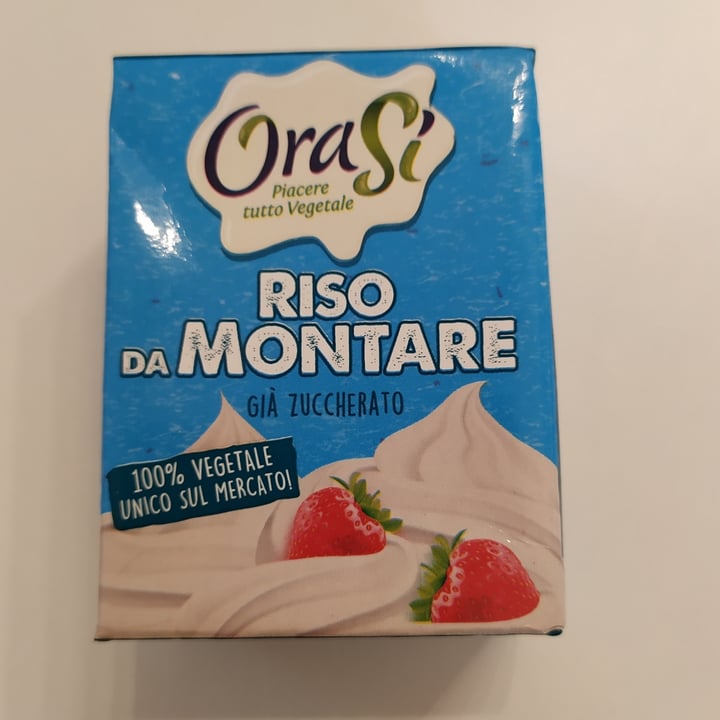 OraSì
Piacere
tutto Vegetale
RISO
DA MONTARE
GIÀ ZUCCHERATO
100% VEGETALE
UNICO SUL MERCATO!